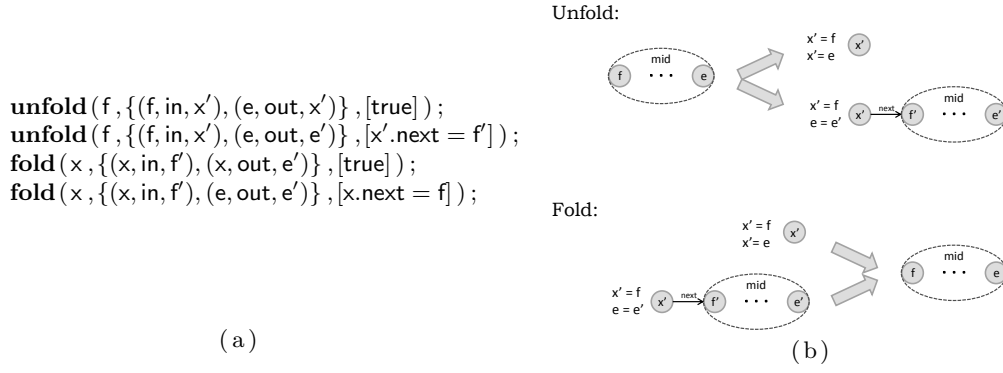 unfold ( f , {(f, in, x′), (e, out, x′)} , [true] ) ;
unfold ( f , {(f, in, x′), (e, out, e′)} , [x′.next = f′] ) ;
fold ( x , {(x, in, f′), (x, out, e′)} , [true] ) ;
fold ( x , {(x, in, f′), (e, out, e′)} , [x.next = f] ) ;
( a )
Unfold:
mid
f • • • e
x' = f
x'= e
x'
x' = f
e = e'
x' next
mid
f' • • • e'
Fold:
x' = f
x'= e
x'
x' = f
e = e'
x' next
mid
f' • • • e'
mid
f • • • e
( b )